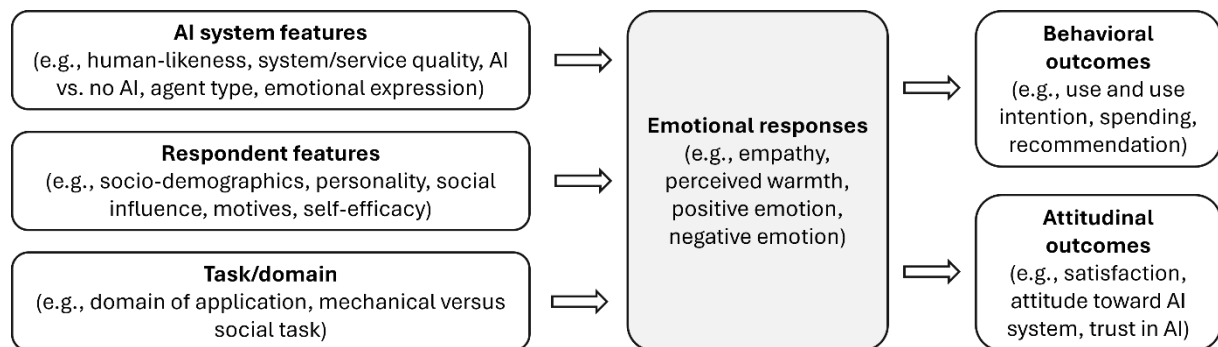 AI system features
(e.g., human-likeness, system/service quality, AI
vs. no AI, agent type, emotional expression)
Respondent features
(e.g., socio-demographics, personality, social
influence, motives, self-efficacy)
Task/domain
(e.g., domain of application, mechanical versus
social task)
Emotional responses
(e.g., empathy,
perceived warmth,
positive emotion,
negative emotion)
Behavioral
outcomes
(e.g., use and use
intention, spending,
recommendation)
Attitudinal
outcomes
(e.g., satisfaction,
attitude toward AI
system, trust in AI)